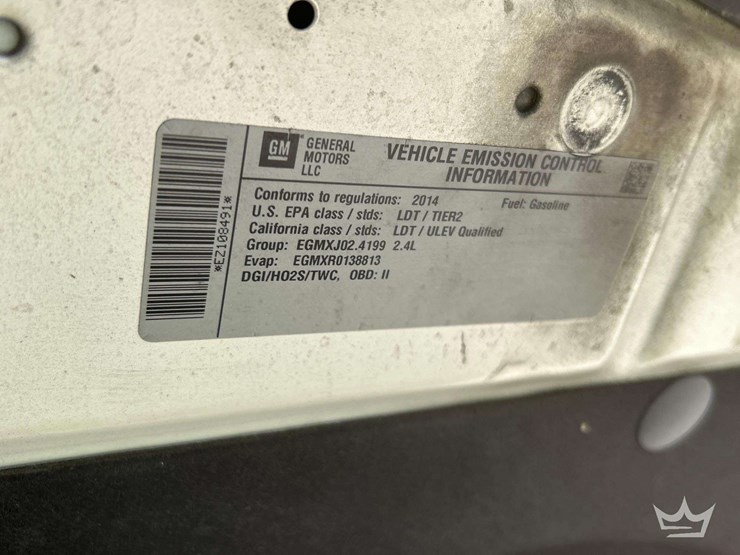 GM
GENERAL
MOTORS
LLC
VEHICLE EMISSION CONTROL
INFORMATION
Conforms to regulations: 2014 Fuel: Gasoline
U.S. EPA class / stds: LDT / TIER2
California class / stds: LDT / ULEV Qualified
Group: EGMXJ02.4199 2.4L
Evap: EGMXR0138813
DGI/HO2S/TWC, OBD: II
*EZ108491*